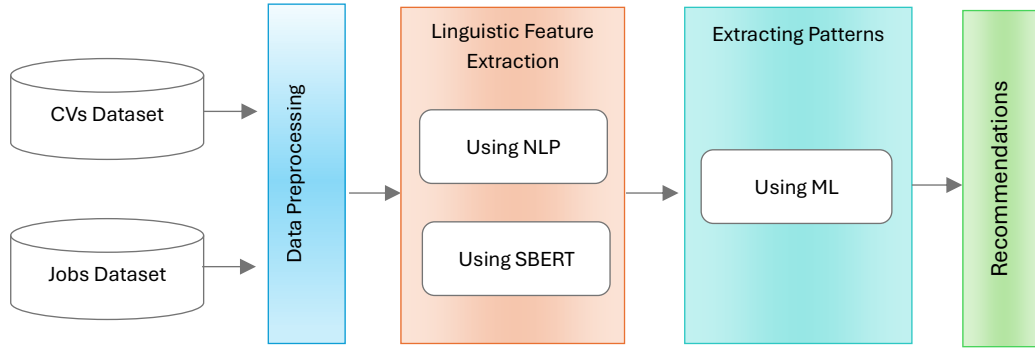 CVs Dataset
Jobs Dataset
Data Preprocessing
Linguistic Feature
Extraction
Using NLP
Using SBERT
Extracting Patterns
Using ML
Recommendations